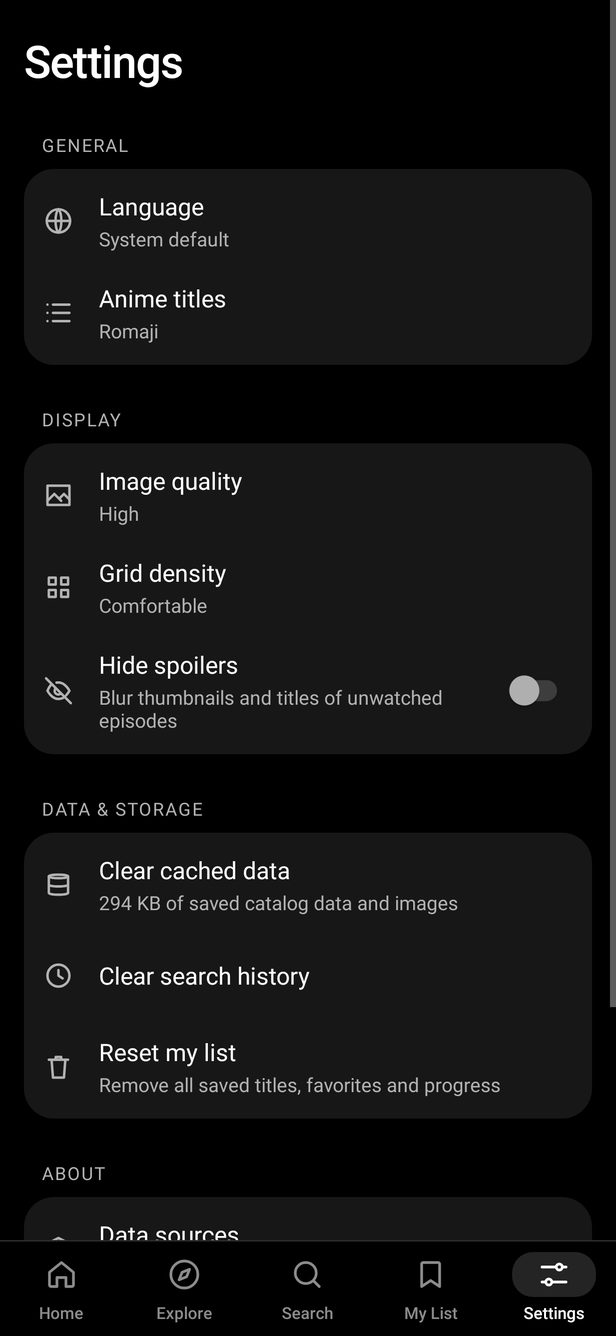 Settings
GENERAL
Language
System default
Anime titles
Romaji
DISPLAY
Image quality
High
Grid density
Comfortable
Hide spoilers
Blur thumbnails and titles of unwatched
episodes
DATA & STORAGE
Clear cached data
294 KB of saved catalog data and images
Clear search history
Reset my list
Remove all saved titles, favorites and progress
ABOUT
Data sources
Home
Explore
Search
My List
Settings